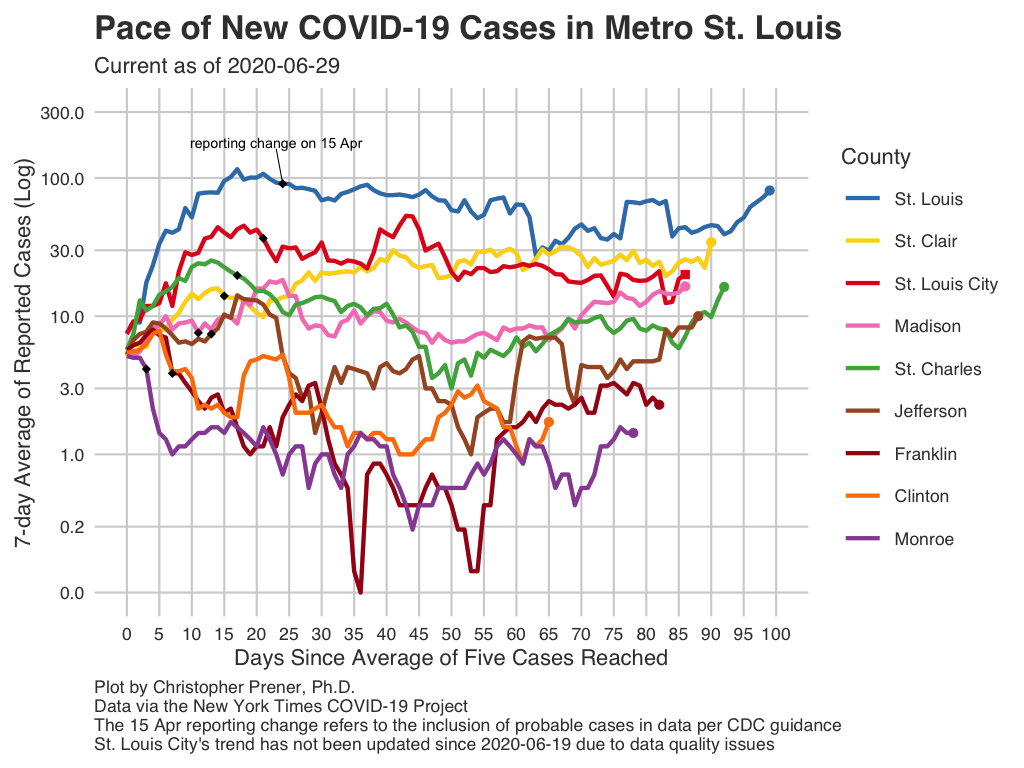 Pace of New COVID-19 Cases in Metro St. Louis
Current as of 2020-06-29
300.0
100.0
30.0
10.0
3.0
1.0
0.2
0.0
7-day Average of Reported Cases (Log)
reporting change on 15 Apr
0 5 10 15 20 25 30 35 40 45 50 55 60 65 70 75 80 85 90 95 100
Days Since Average of Five Cases Reached
County
St. Louis
St. Clair
St. Louis City
Madison
St. Charles
Jefferson
Franklin
Clinton
Monroe
Plot by Christopher Prener, Ph.D.
Data via the New York Times COVID-19 Project
The 15 Apr reporting change refers to the inclusion of probable cases in data per CDC guidance
St. Louis City's trend has not been updated since 2020-06-19 due to data quality issues